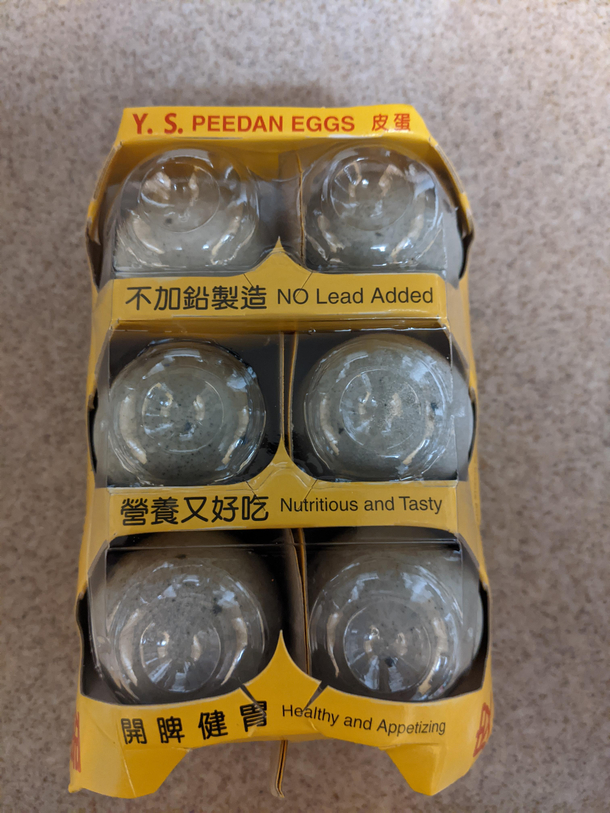 Y. S. PEEDAN EGGS 皮蛋
不加鉛製造 NO Lead Added
營養又好吃 Nutritious and Tasty
開脾健胃 Healthy and Appetizing